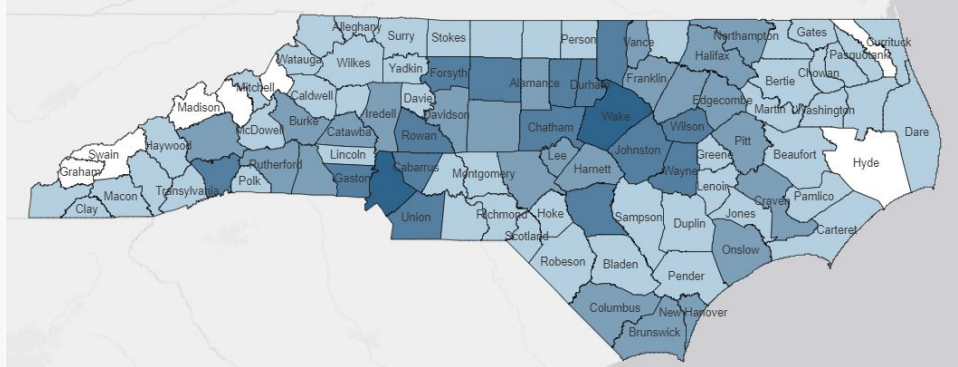 Alleghany
Surry
Stokes
Person
Vance
Northampton
Gates
Currituck
Pasquotank
Watauga
Wilkes
Yadkin
Forsyth
Alamance
Durham
Franklin
Halifax
Bertie
Chowan
Mitchell
Madison
Caldwell
Davie
Iredell
Davidson
Edgecombe
Martin
Washington
Dare
Burke
McDowell
Catawba
Rowan
Chatham
Wake
Wilson
Pitt
Beaufort
Hyde
Swain
Haywood
Graham
Rutherford
Lincoln
Cabarrus
Montgomery
Lee
Harnett
Johnston
Wayne
Greene
Lenoir
Macon
Transylvania
Polk
Gaston
Clay
Union
Richmond
Scotland
Hoke
Sampson
Duplin
Jones
Craven
Pamlico
Carteret
Onslow
Robeson
Bladen
Pender
Columbus
New Hanover
Brunswick